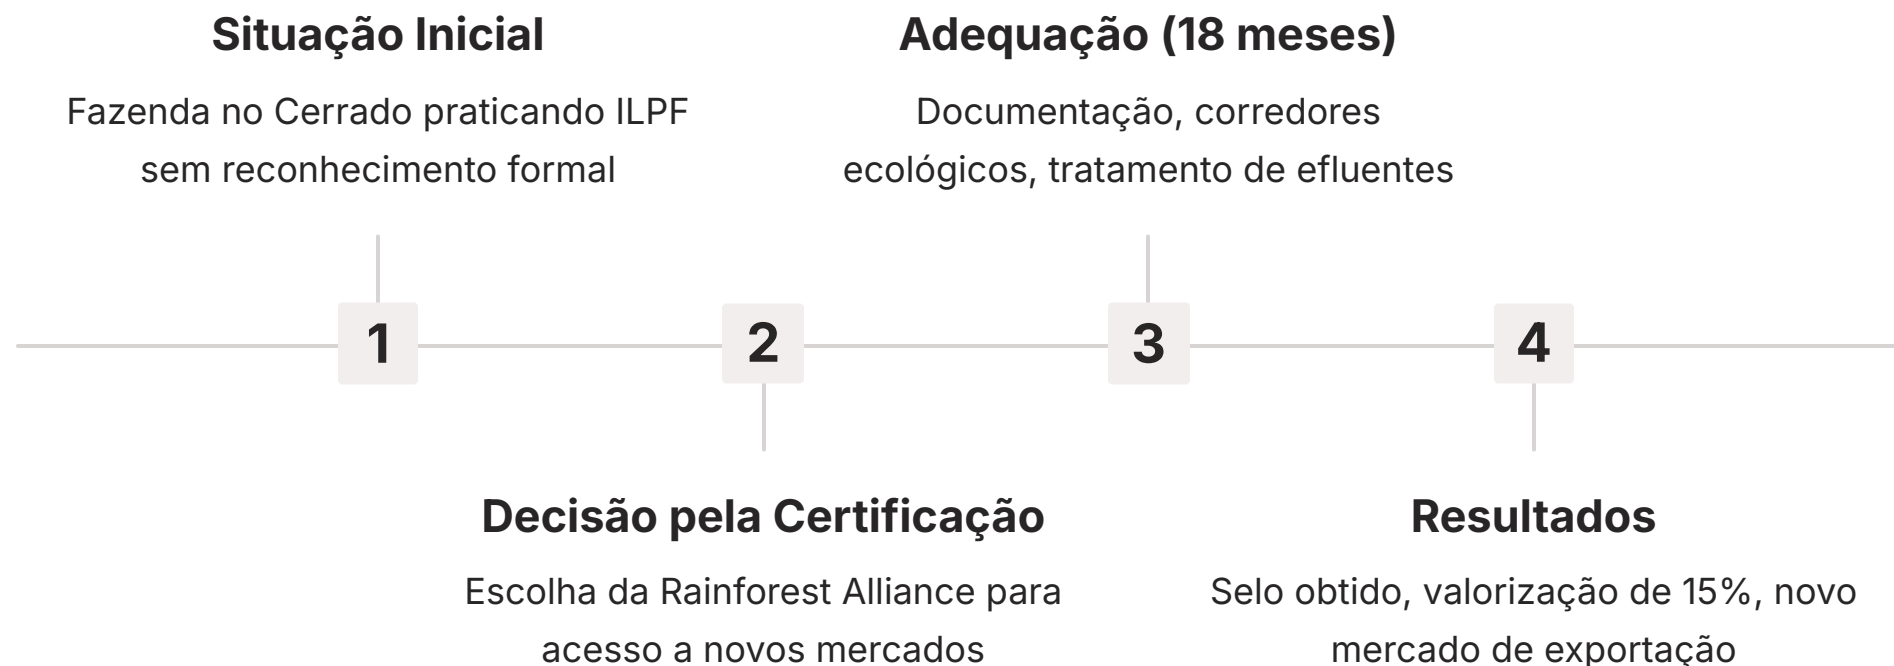 Situação Inicial
Fazenda no Cerrado praticando ILPF
sem reconhecimento formal
1
2
Decisão pela Certificação
Escolha da Rainforest Alliance para
acesso a novos mercados
Adequação (18 meses)
Documentação, corredores
ecológicos, tratamento de efluentes
3
4
Resultados
Selo obtido, valorização de 15%, novo
mercado de exportação